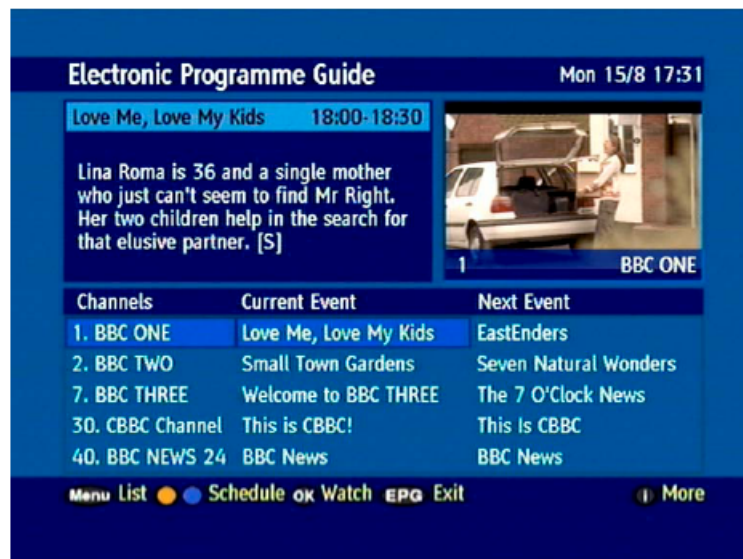 Electronic Programme Guide Mon 15/8 17:31
Love Me, Love My Kids 18:00-18:30
Lina Roma is 36 and a single mother
who just can't seem to find Mr Right.
Her two children help in the search for
that elusive partner. [S]
1 BBC ONE
Channels Current Event Next Event
1. BBC ONE Love Me, Love My Kids EastEnders
2. BBC TWO Small Town Gardens Seven Natural Wonders
7. BBC THREE Welcome to BBC THREE The 7 O'Clock News
30. CBBC Channel This is CBBC! This Is CBBC
40. BBC NEWS 24 BBC News BBC News
Menu List Schedule OK Watch EPG Exit i More